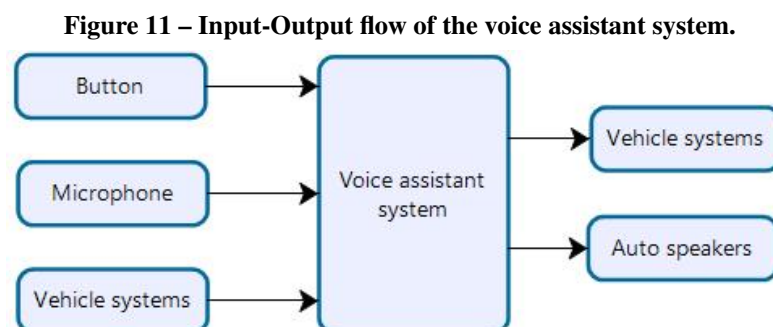 Figure 11 – Input-Output flow of the voice assistant system.
Button
Microphone
Vehicle systems
Voice assistant
system
Vehicle systems
Auto speakers